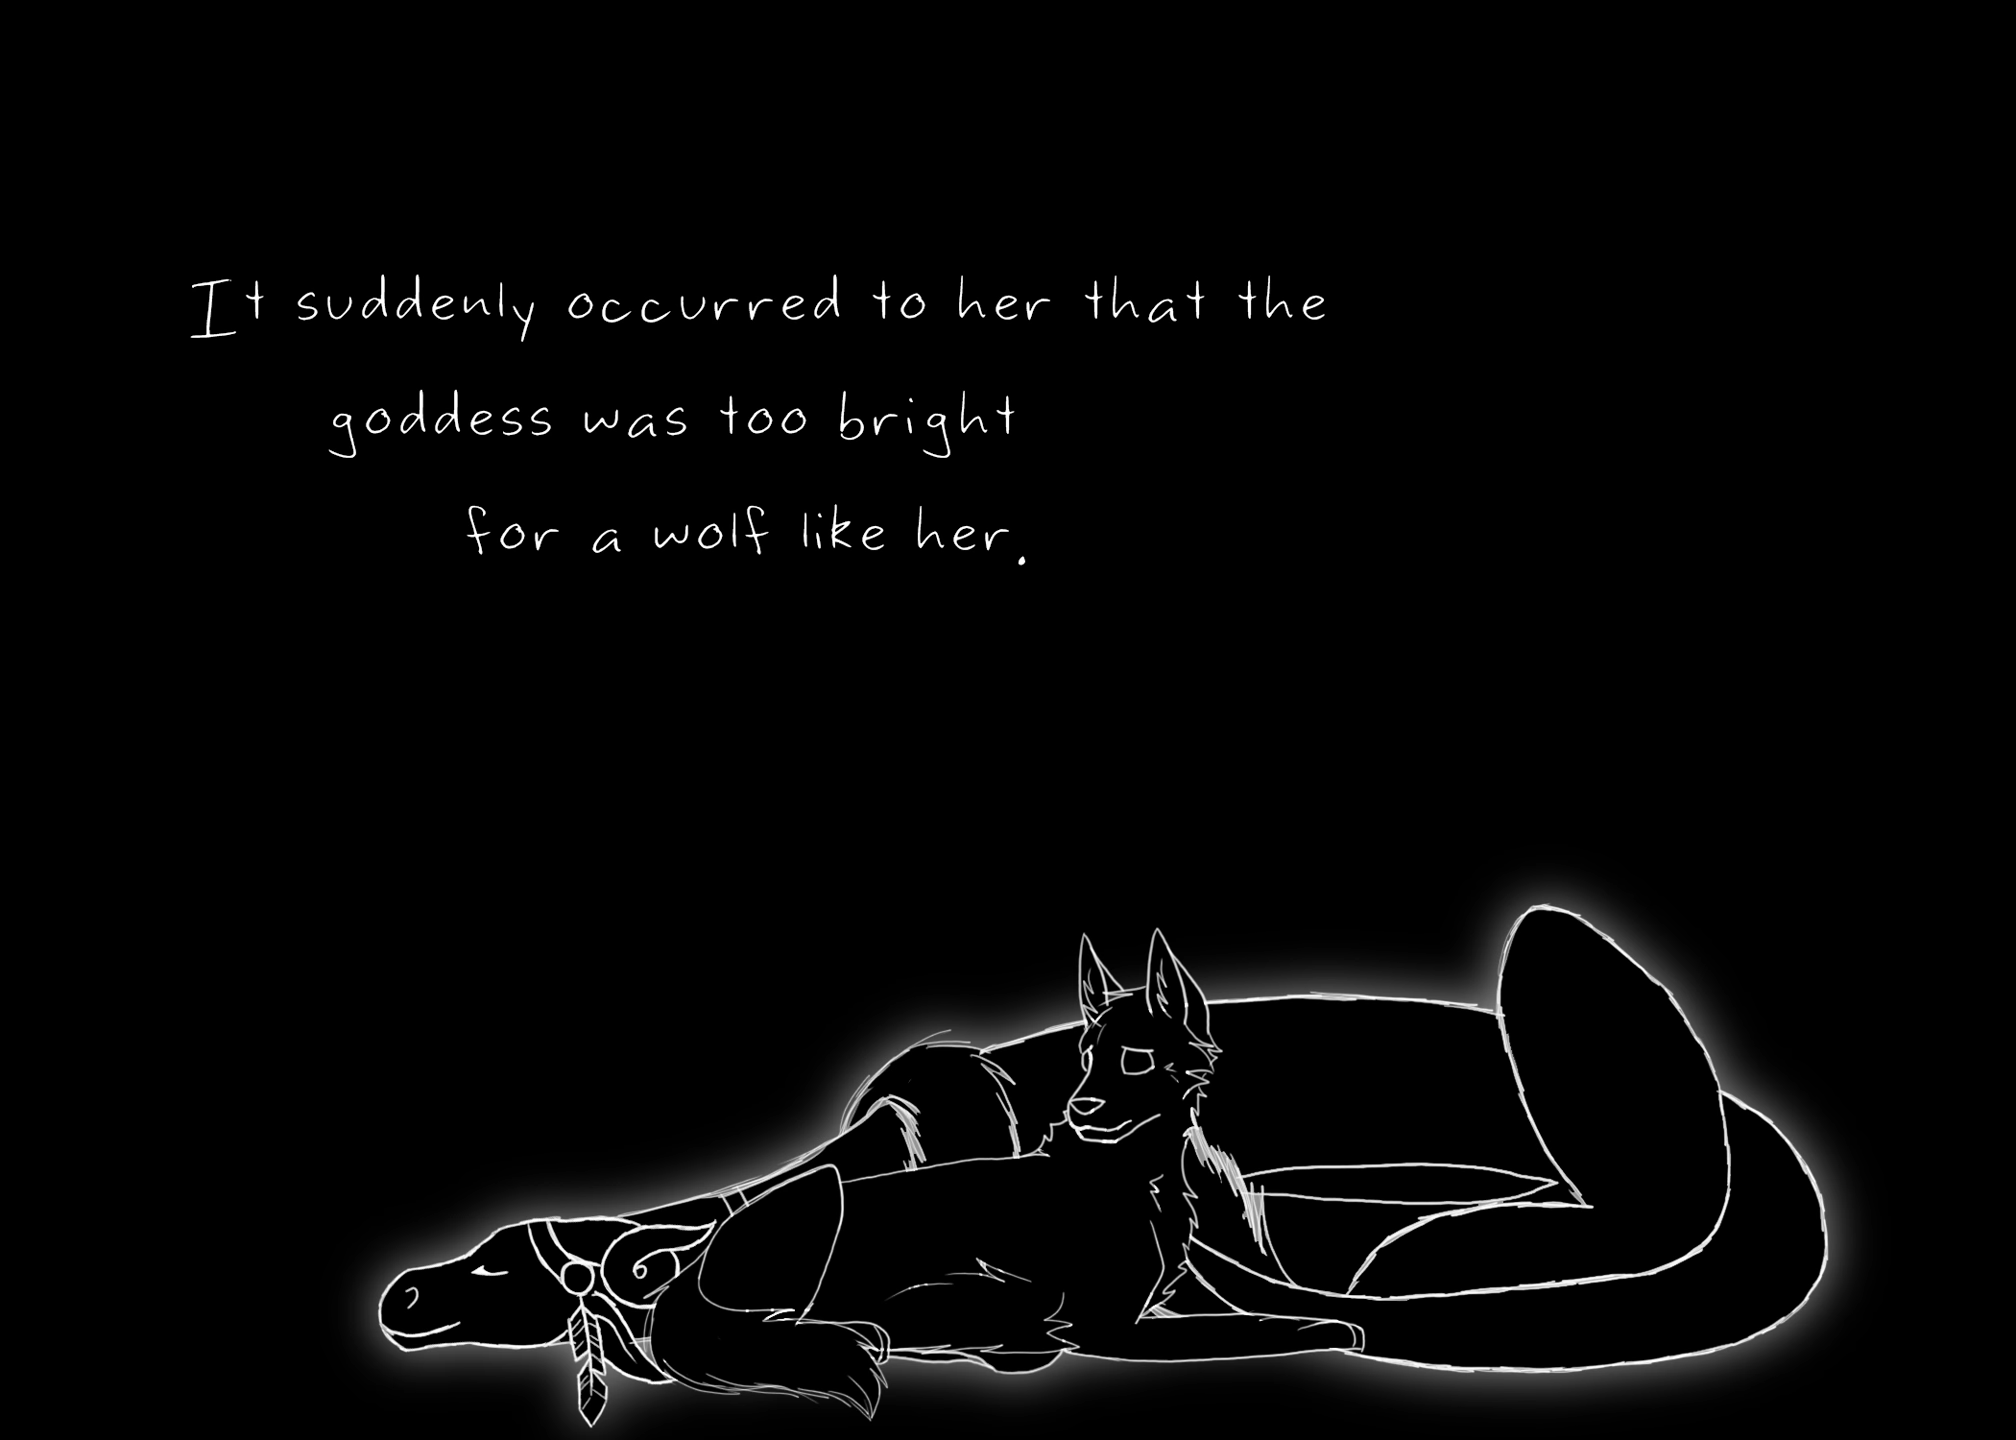 It suddenly occurred to her that the
goddess was too bright
for a wolf like her.